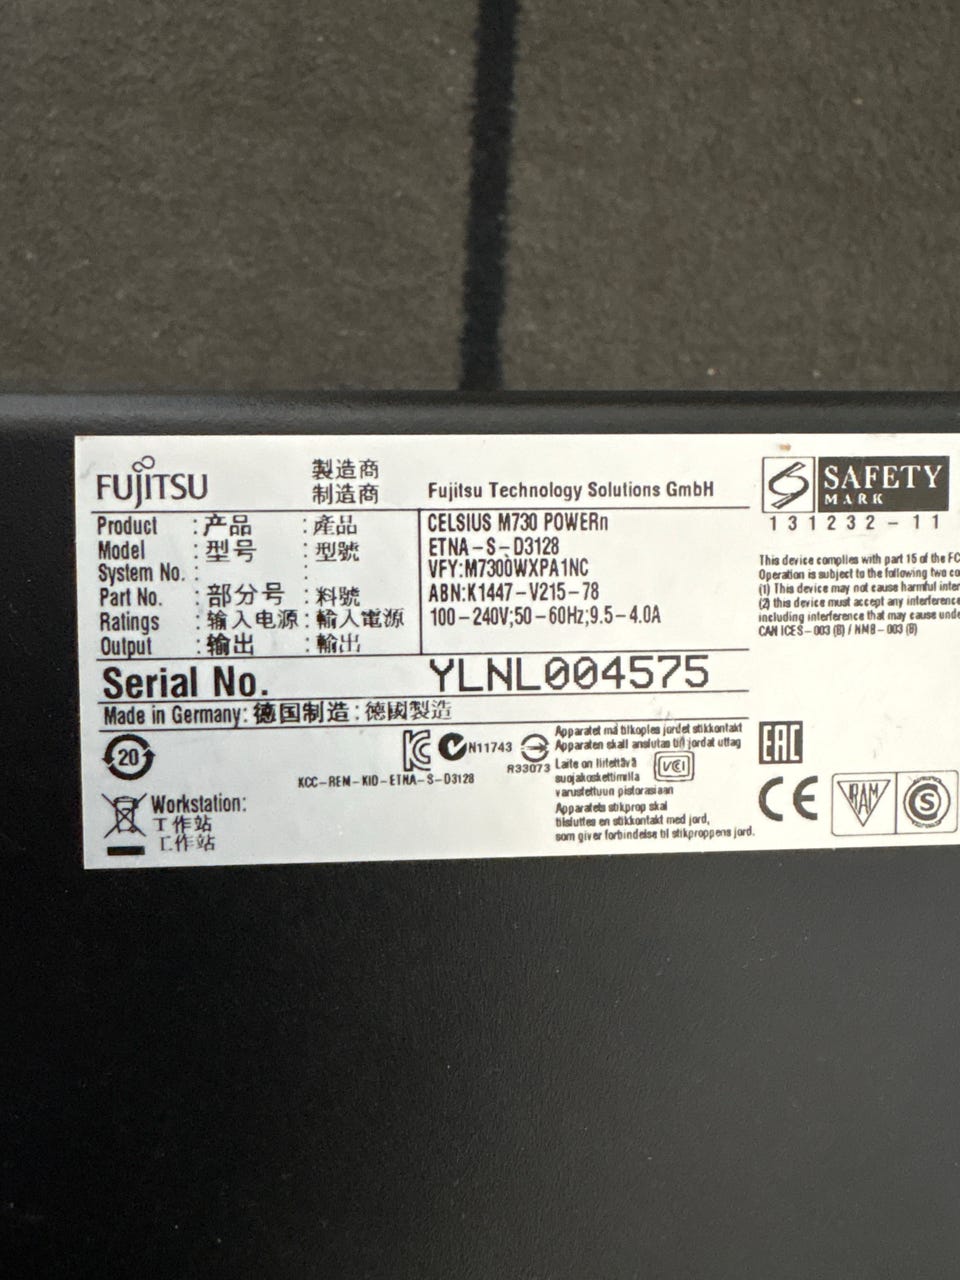 FUJITSU
製造商
制造商
Fujitsu Technology Solutions GmbH
Product : 产品 : 產品 CELSIUS M730 POWERn
Model : 型号 : 型號 ETNA-S-D3128
System No. : : VFY:M7300WXPA1NC
Part No. : 部分号 : 料號 ABN:K1447-V215-78
Ratings : 输入电源 : 輸入電源 100-240V;50-60Hz;9.5-4.0A
Output : 输出 : 輸出
Serial No. YLNL004575
Made in Germany: 德国制造 : 德國製造
20
N11743
R33073
KCC-REM-KID-ETNA-S-D3128
Workstation:
工作站
工作站
Apparatet må tilkoples jordet stikkontakt
Apparaten skall anslutas till jordat uttag
Laite on liitettävä
suojakoskettimilla
varustettuun pistorasiaan
VCI
Apparatets stikprop skal
tilsluttes en stikkontakt med jord,
som giver forbindelse til stikproppens jord.
S SAFETY
MARK
131232-11
This device complies with part 15 of the FC
Operation is subject to the following two co
(1) This device may not cause harmful inter
(2) this device must accept any interference
including interference that may cause unde
CAN ICES-003 (B) / NMB-003 (B)
EAC
CE
RAM
S